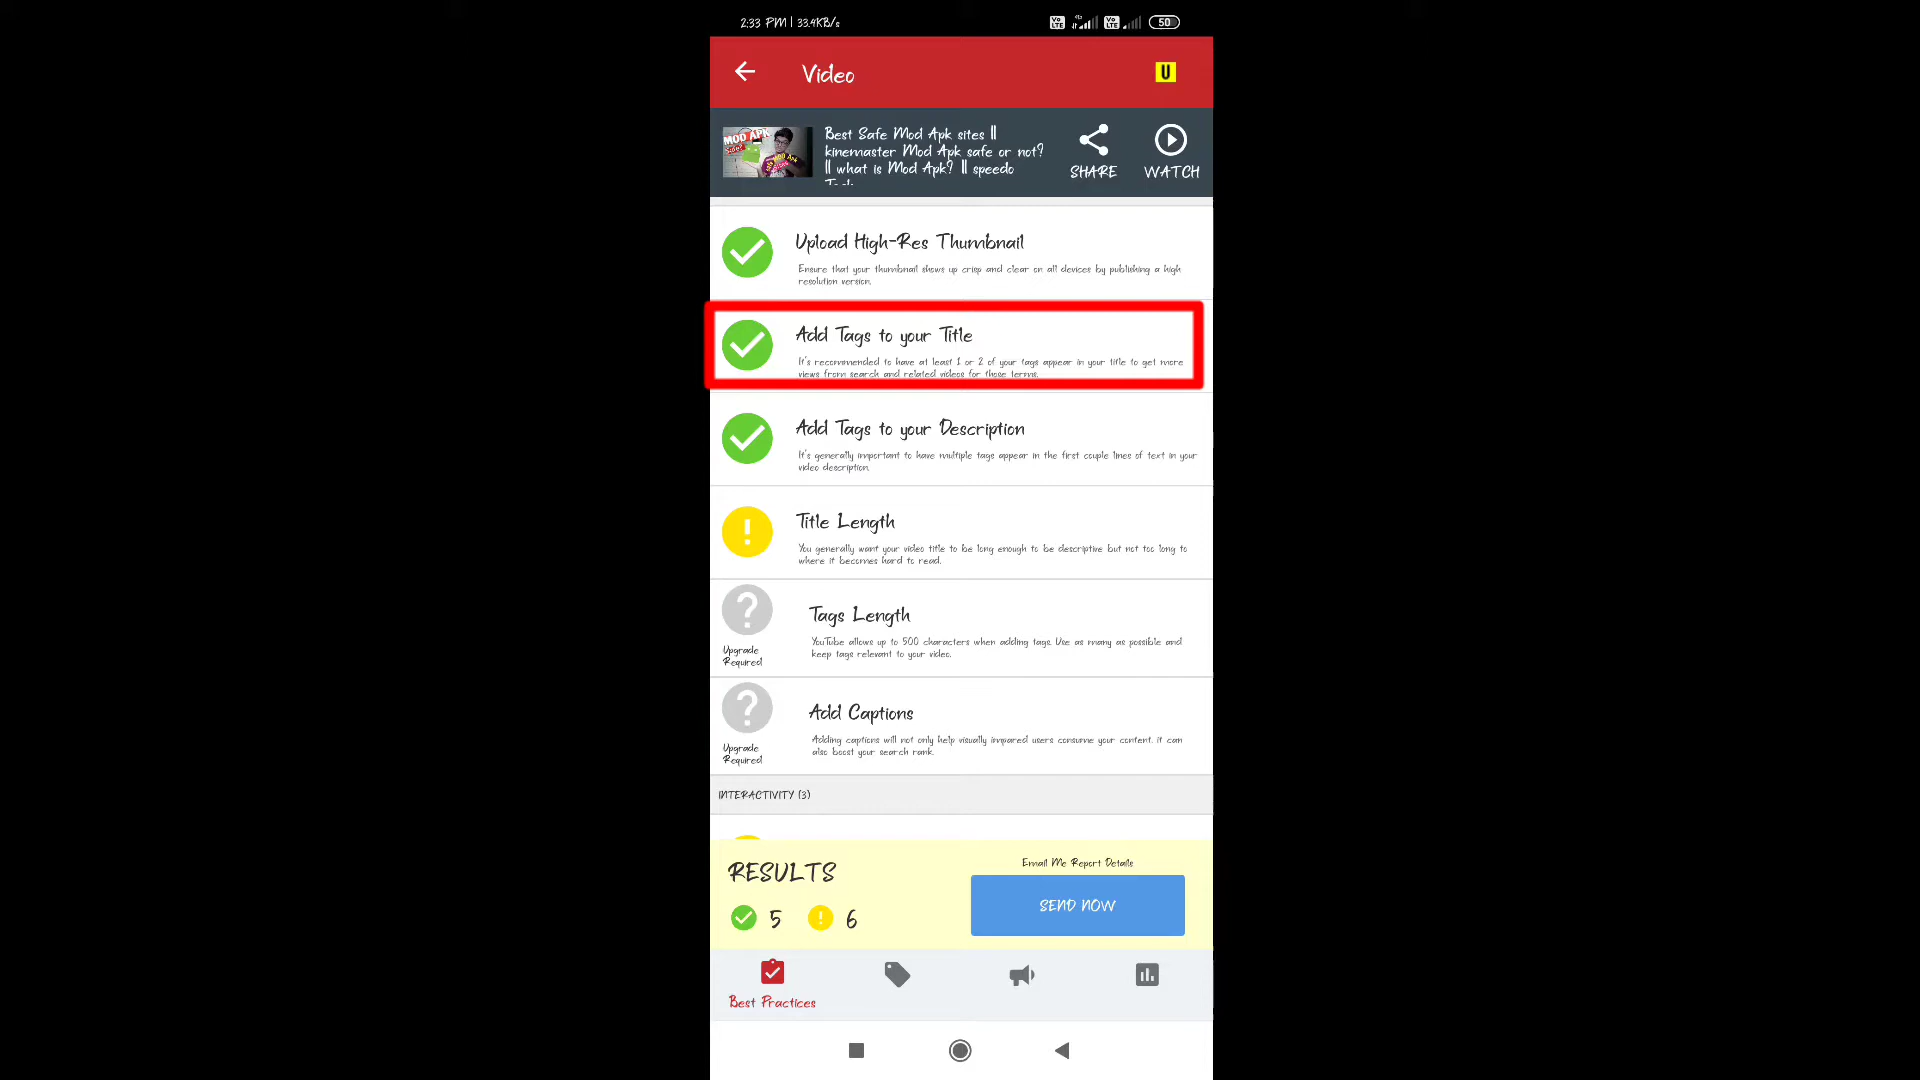 2:33 PM | 33.4KB/s
Vo LTE
Vo LTE
50
Video
U
MOD APK
Best Safe Mod Apk sites ||
kinemaster Mod Apk safe or not?
|| what is Mod Apk? || speedo
SHARE
WATCH
Upload High-Res Thumbnail
Ensure that your thumbnail shows up crisp and clear on all devices by publishing a high
resolution version.
Add Tags to your Title
It's recommended to have at least 1 or 2 of your tags appear in your title to get more
views from search and related videos for those terms.
Add Tags to your Description
It's generally important to have multiple tags appear in the first couple lines of text in your
video description.
Title Length
You generally want your video title to be long enough to be descriptive but not too long to
where it becomes hard to read.
Tags Length
YouTube allows up to 500 characters when adding tags. Use as many as possible and
keep tags relevant to your video.
Upgrade
Required
Add Captions
Adding captions will not only help visually impared users consume your content, it can
also boost your search rank.
Upgrade
Required
INTERACTIVITY (3)
RESULTS
5
6
Email Me Report Details
SEND NOW
Best Practices